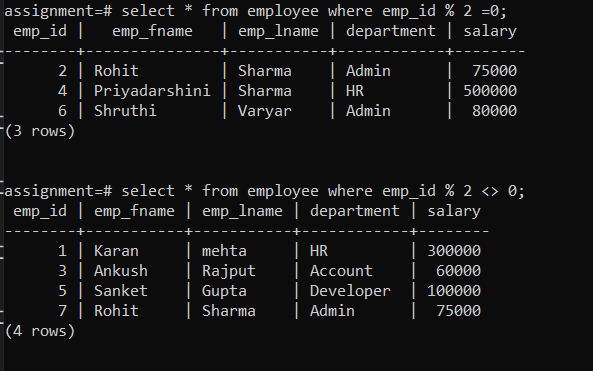 assignment=# select * from employee where emp_id % 2 =0;
 emp_id |   emp_fname   | emp_lname | department | salary
--------+---------------+-----------+------------+--------
      2 | Rohit         | Sharma    | Admin      |  75000
      4 | Priyadarshini | Sharma    | HR         | 500000
      6 | Shruthi       | Varyar    | Admin      |  80000
(3 rows)
assignment=# select * from employee where emp_id % 2 <> 0;
 emp_id | emp_fname | emp_lname | department | salary
--------+-----------+-----------+------------+--------
      1 | Karan     | mehta     | HR         | 300000
      3 | Ankush    | Rajput    | Account    |  60000
      5 | Sanket    | Gupta     | Developer  | 100000
      7 | Rohit     | Sharma    | Admin      |  75000
(4 rows)